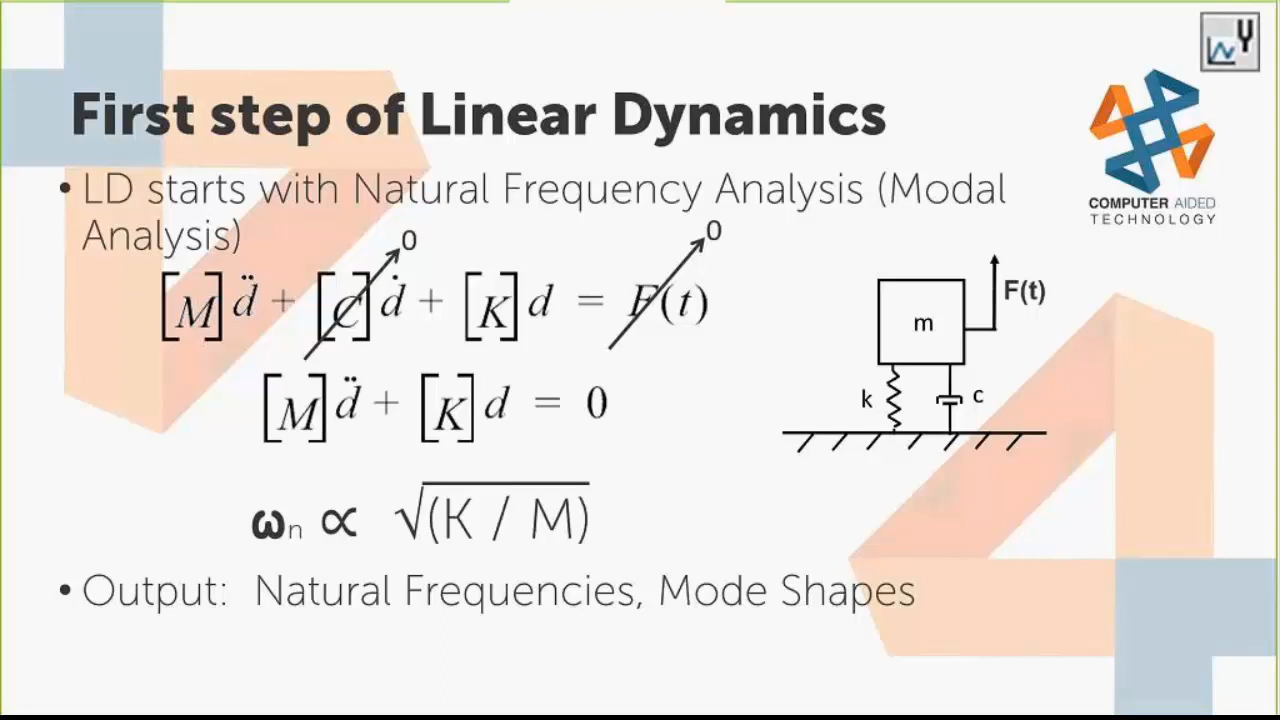 First step of Linear Dynamics
• LD starts with Natural Frequency Analysis (Modal
Analysis)
0
0
[M]d̈ + [C]ḋ + [K]d = F(t)
[M]d̈ + [K]d = 0
ωn ∝ √(K / M)
• Output: Natural Frequencies, Mode Shapes
COMPUTER AIDED
TECHNOLOGY
F(t)
m
k
c